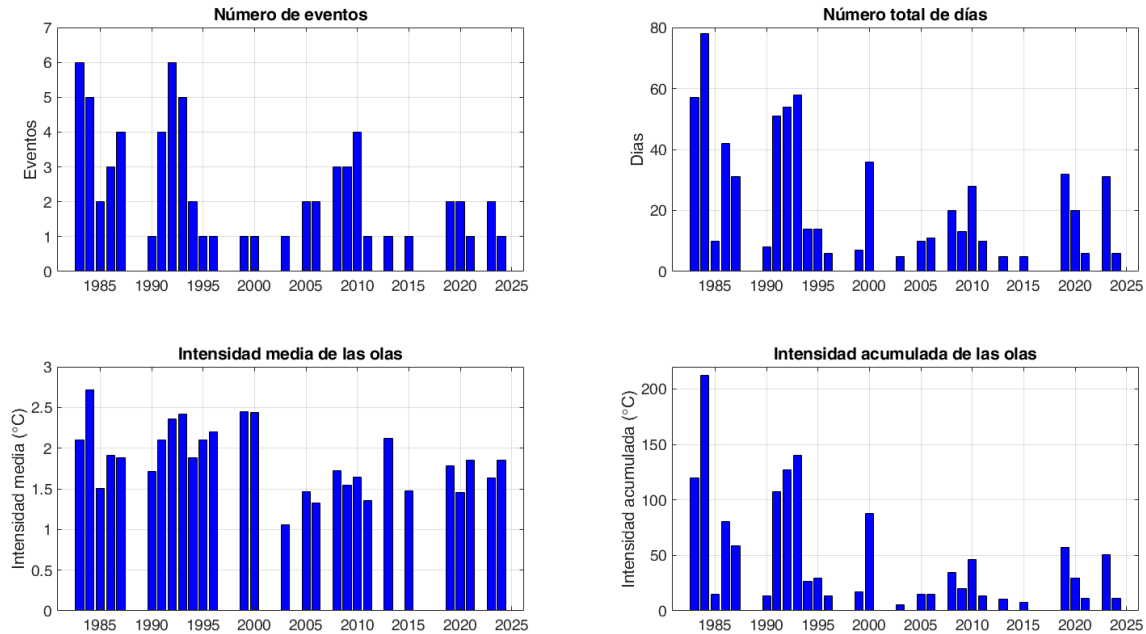 Número de eventos
7
6
5
4
3
2
1
0
Eventos
1985 1990 1995 2000 2005 2010 2015 2020 2025
Número total de días
80
60
40
20
0
Dias
1985 1990 1995 2000 2005 2010 2015 2020 2025
Intensidad media de las olas
3
2.5
2
1.5
1
0.5
0
Intensidad media (°C)
1985 1990 1995 2000 2005 2010 2015 2020 2025
Intensidad acumulada de las olas
200
150
100
50
0
Intensidad acumulada (°C)
1985 1990 1995 2000 2005 2010 2015 2020 2025